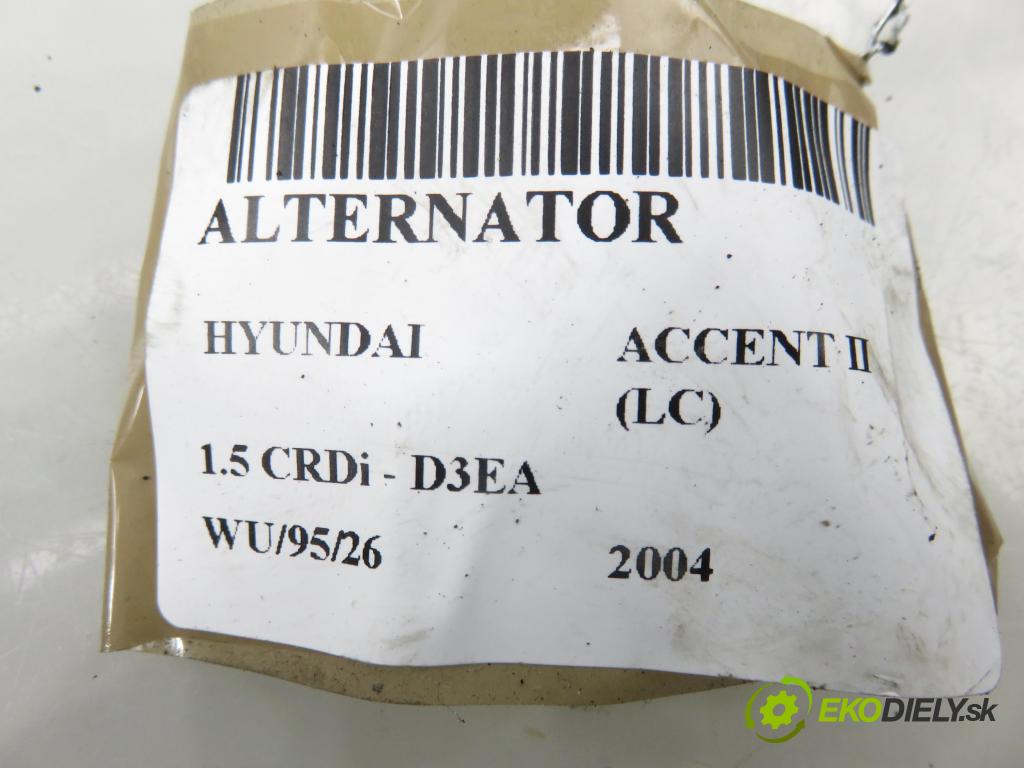 ALTERNATOR
HYUNDAI
ACCENT II
(LC)
1.5 CRDi - D3EA
WU/95/26
2004
EKODIELY.sk